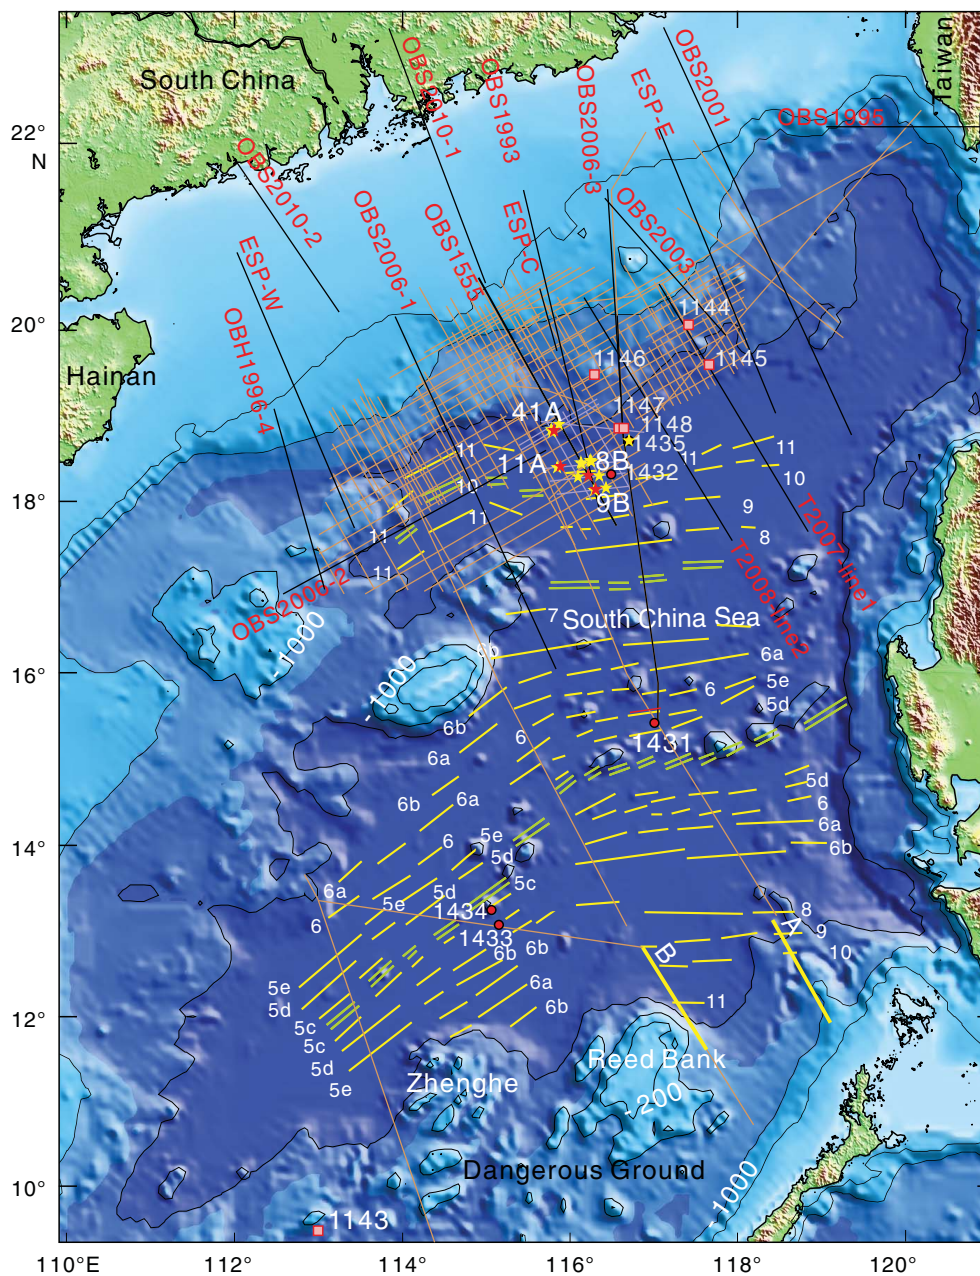 South China
Taiwan
OBS2010-1
OBS1993
OBS2006-3
ESP-E
OBS2001
OBS1995
22°
N
OBS2010-2
ESP-W
OBS2006-1
OBS1555
ESP-C
OBS2003
20°
OBH1996-4
Hainan
1144
1146
1145
1147
41A
1148
1435
11
11
11
11A
8B
10
1432
10
18°
11
9B
9
8
11
T2007-line1
T2008-line2
OBS2006-2
-1000
7
South China Sea
6b
6a
16°
-1000
5e
6
5d
6b
6
1431
6a
5d
6b
6a
6
6a
14°
6
5e
6b
5d
5c
6a
5d
5e
1434
8
A
6
1433
9
6b
6b
B
10
5e
6a
5d
6b
11
12°
5c
5c
5d
Reed Bank
Zhenghe
5e
-200
Dangerous Ground
10°
-1000
1143
110°E
112°
114°
116°
118°
120°